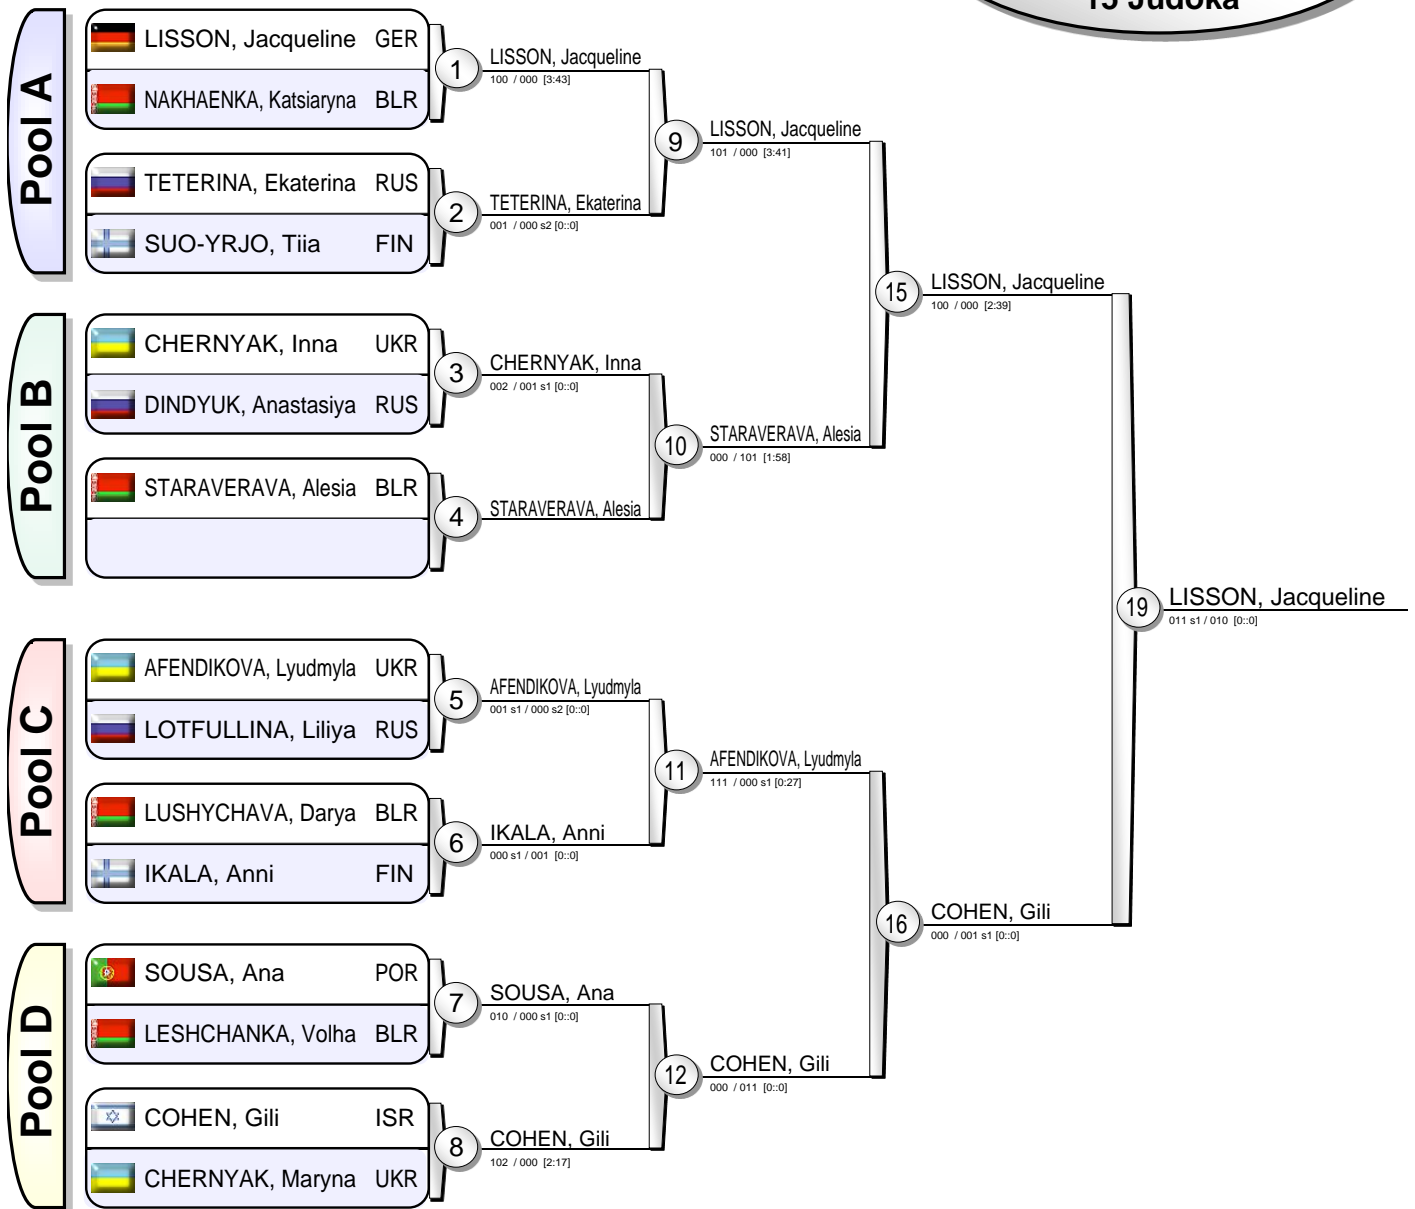 15 Judoka
Pool A
LISSON, Jacqueline GER
NAKHAENKA, Katsiaryna BLR
TETERINA, Ekaterina RUS
SUO-YRJO, Tiia FIN
Pool B
CHERNYAK, Inna UKR
DINDYUK, Anastasiya RUS
STARAVERAVA, Alesia BLR
Pool C
AFENDIKOVA, Lyudmyla UKR
LOTFULLINA, Liliya RUS
LUSHYCHAVA, Darya BLR
IKALA, Anni FIN
Pool D
SOUSA, Ana POR
LESHCHANKA, Volha BLR
COHEN, Gili ISR
CHERNYAK, Maryna UKR
1
LISSON, Jacqueline
100 / 000 [3:43]
2
TETERINA, Ekaterina
001 / 000 s2 [0::0]
3
CHERNYAK, Inna
002 / 001 s1 [0::0]
4
STARAVERAVA, Alesia
5
AFENDIKOVA, Lyudmyla
001 s1 / 000 s2 [0::0]
6
IKALA, Anni
000 s1 / 001 [0::0]
7
SOUSA, Ana
010 / 000 s1 [0::0]
8
COHEN, Gili
102 / 000 [2:17]
9
LISSON, Jacqueline
101 / 000 [3:41]
10
STARAVERAVA, Alesia
000 / 101 [1:58]
11
AFENDIKOVA, Lyudmyla
111 / 000 s1 [0:27]
12
COHEN, Gili
000 / 011 [0::0]
15
LISSON, Jacqueline
100 / 000 [2:39]
16
COHEN, Gili
000 / 001 s1 [0::0]
19
LISSON, Jacqueline
011 s1 / 010 [0::0]